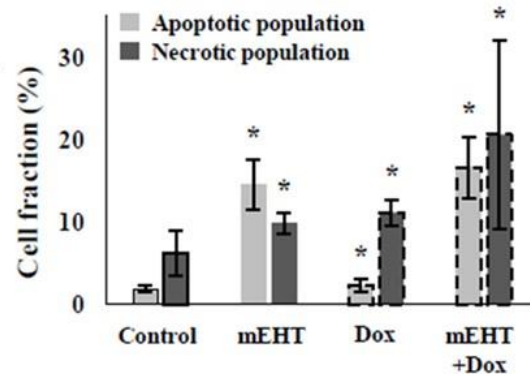 Apoptotic population
Necrotic population
Cell fraction (%)
30
20
10
0
* * * * * *
Control mEHT Dox mEHT
+Dox